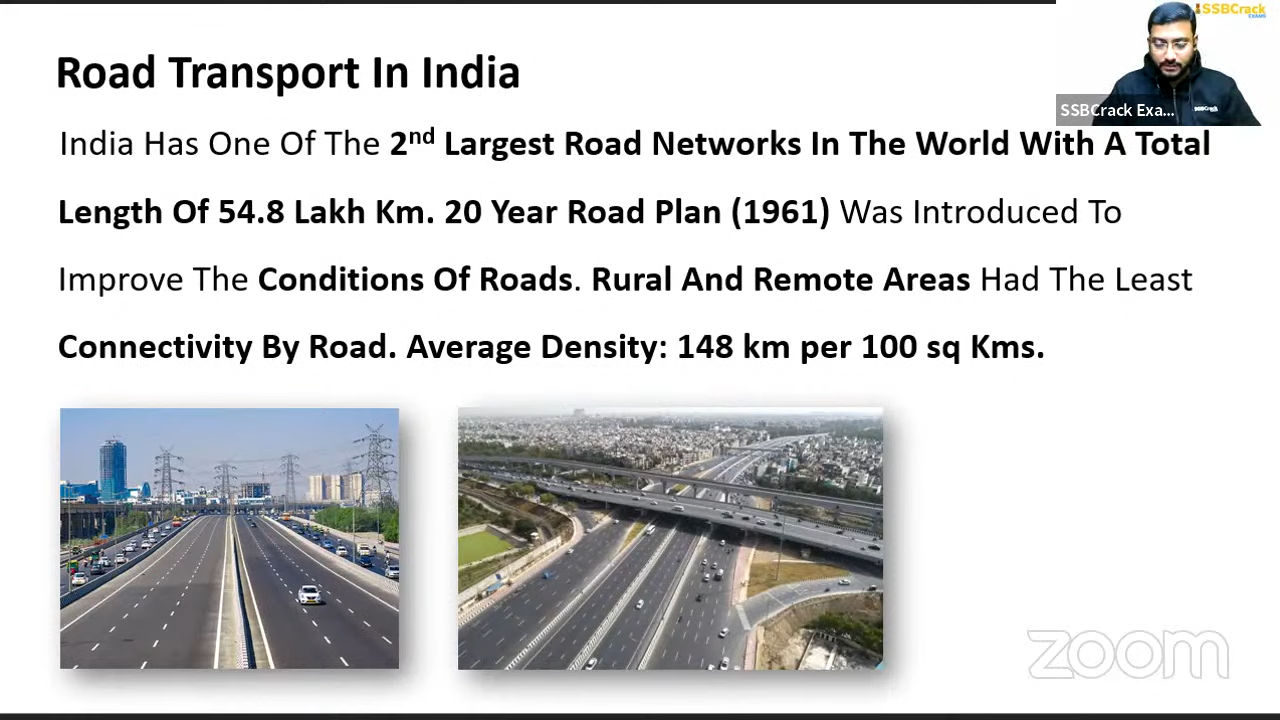 SSBCrack
EXAMS
Road Transport In India
SSBCrack Exa...
India Has One Of The 2nd Largest Road Networks In The World With A Total
Length Of 54.8 Lakh Km. 20 Year Road Plan (1961) Was Introduced To
Improve The Conditions Of Roads. Rural And Remote Areas Had The Least
Connectivity By Road. Average Density: 148 km per 100 sq Kms.
zoom